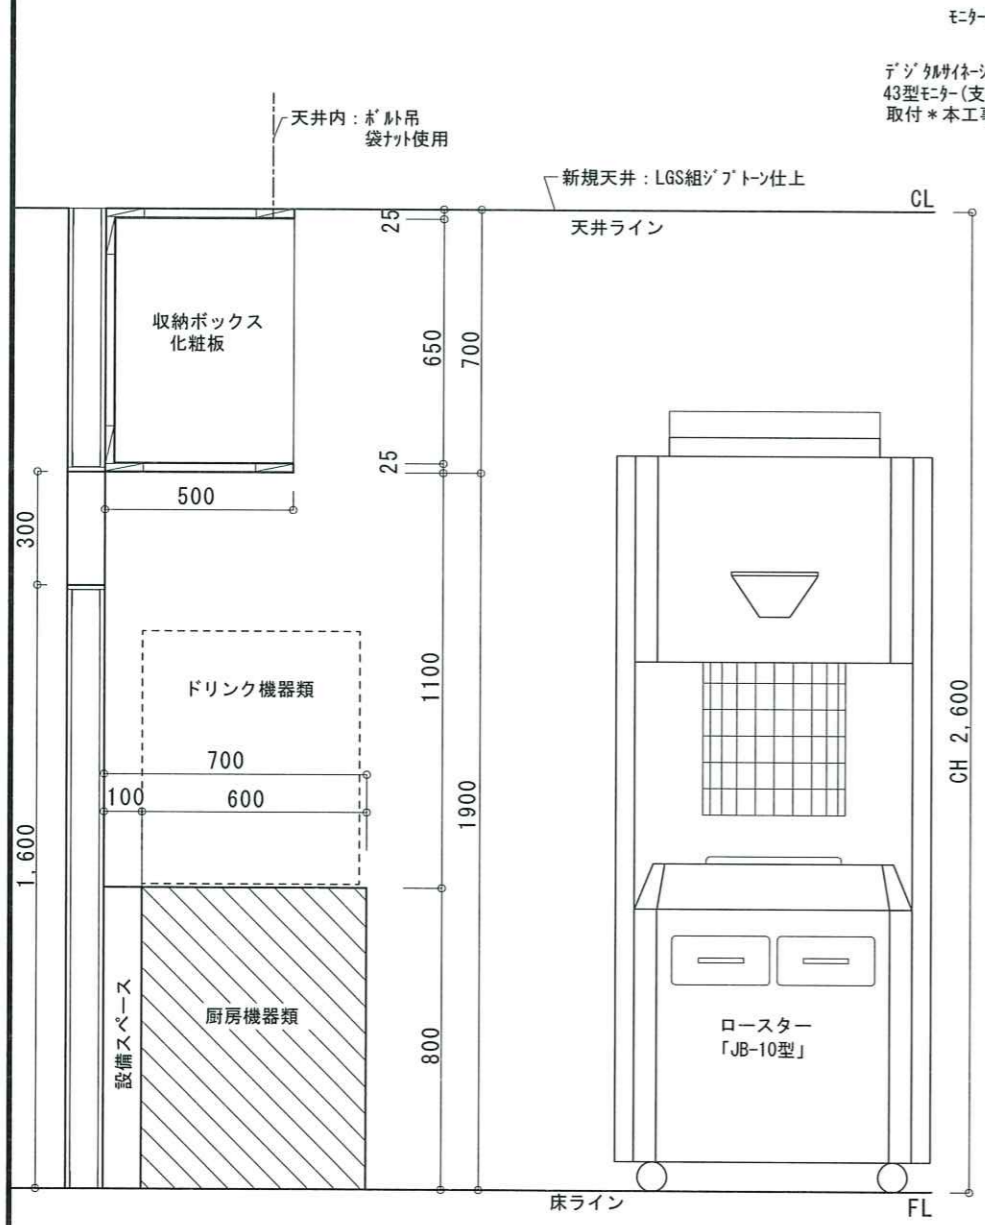 モニター
デジタルサイネージ
43型モニター(支
取付＊本工事
天井内：ボルト吊
袋ナット使用
新規天井：LGS組ジプトーン仕上
CL
天井ライン
25
収納ボックス
化粧板
650
700
25
500
300
ドリンク機器類
1100
700
100
600
1900
CH 2,600
1,600
設備スペース
厨房機器類
800
ロースター
「JB-10型」
床ライン
FL